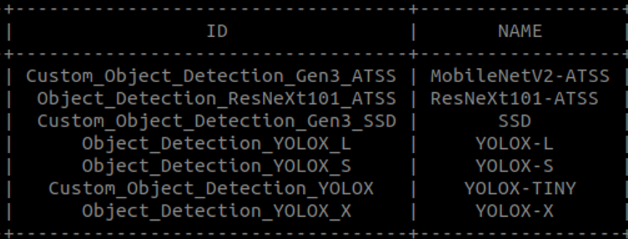 ID | NAME
Custom_Object_Detection_Gen3_ATSS | MobileNetV2-ATSS
Object_Detection_ResNeXt101_ATSS | ResNeXt101-ATSS
Custom_Object_Detection_Gen3_SSD | SSD
Object_Detection_YOLOX_L | YOLOX-L
Object_Detection_YOLOX_S | YOLOX-S
Custom_Object_Detection_YOLOX | YOLOX-TINY
Object_Detection_YOLOX_X | YOLOX-X